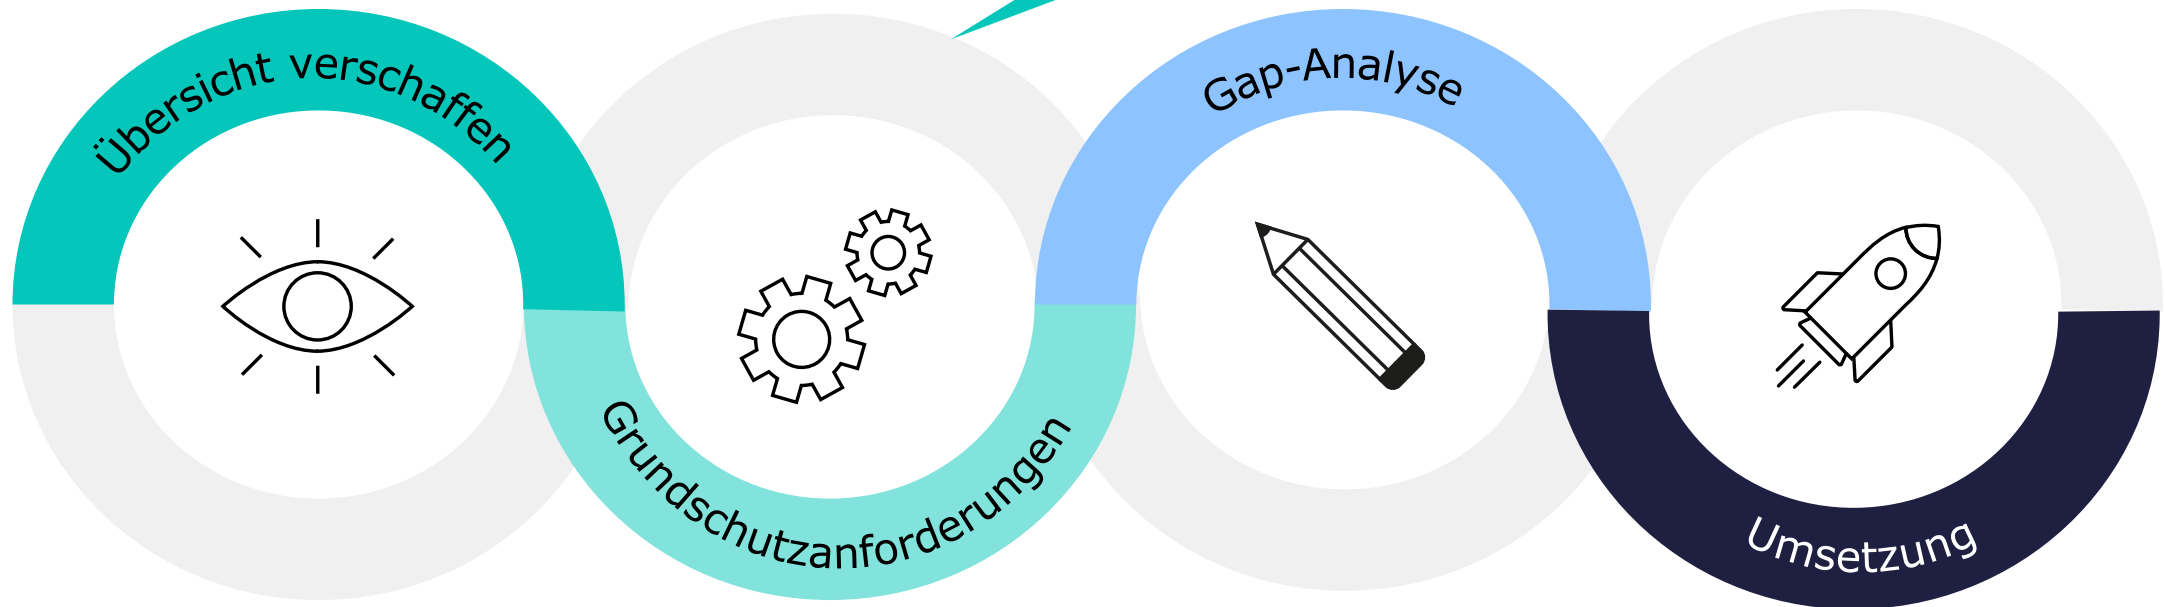 Übersicht verschaffen
Grundschutzanforderungen
Gap-Analyse
Umsetzung